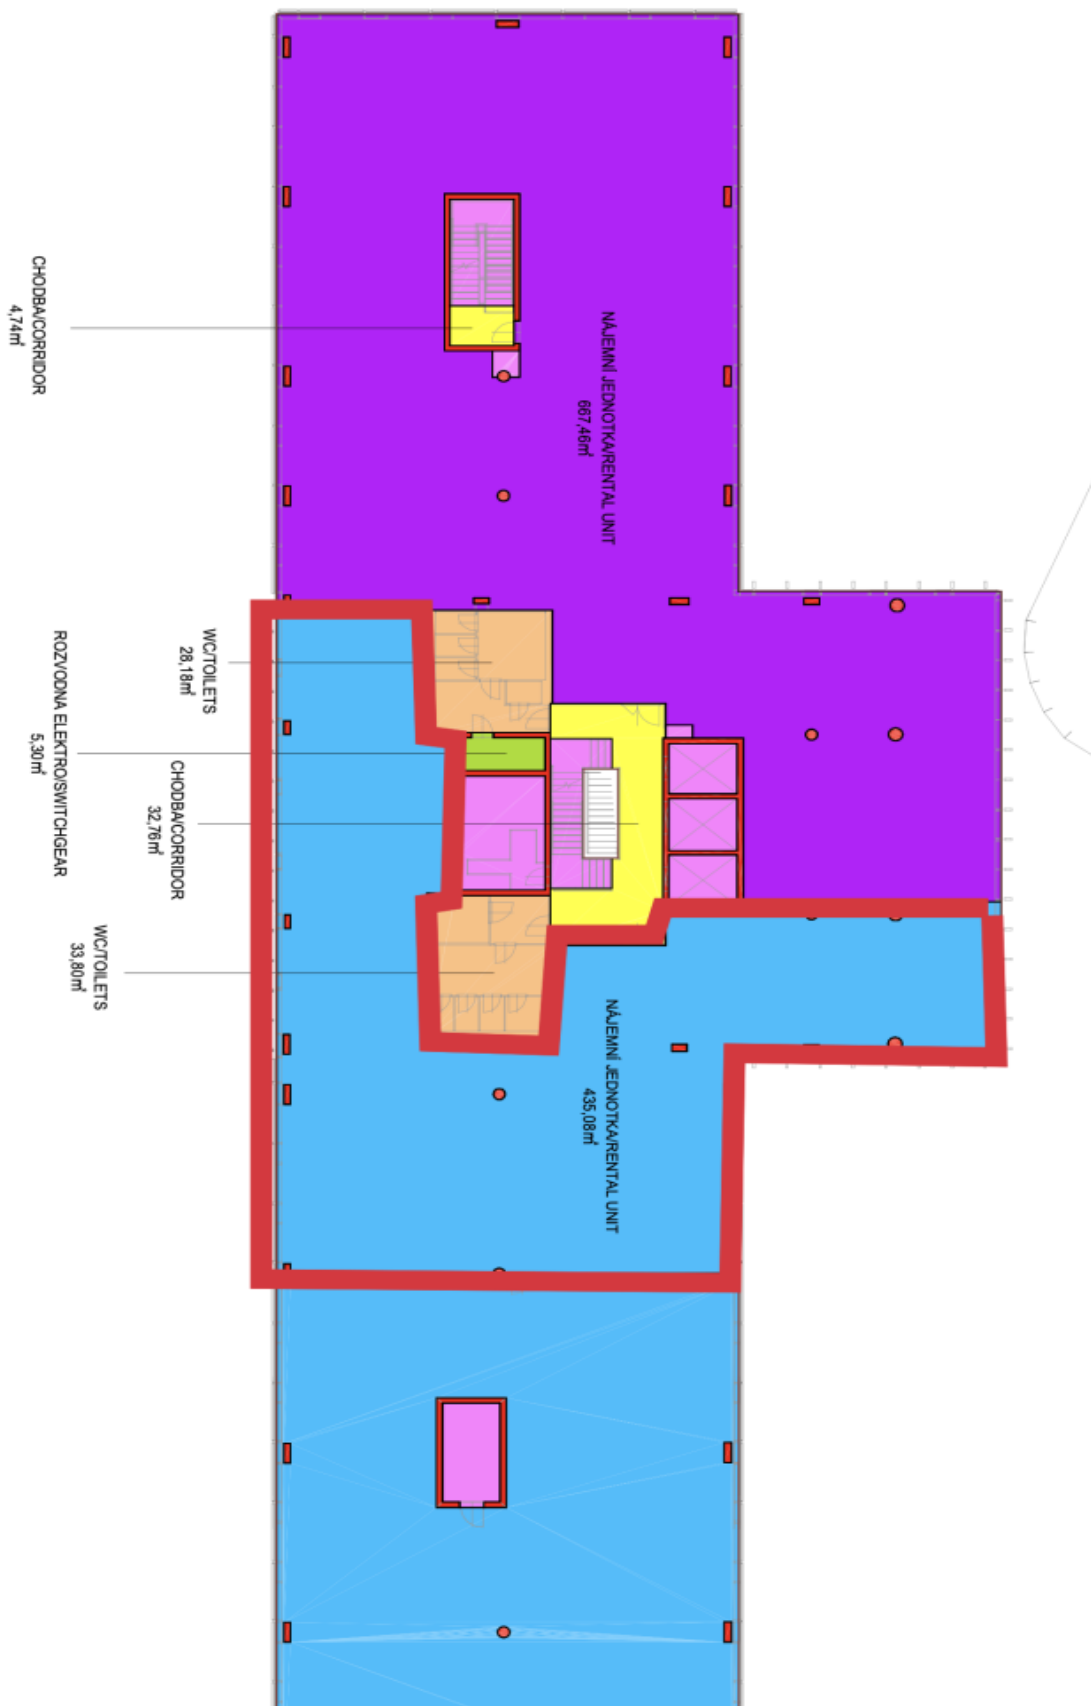 CHODBA/CORRIDOR
4,74m²
NÁJEMNÍ JEDNOTKA/RENTAL UNIT
667,46m²
WC/TOILETS
28,18m²
ROZVODNA ELEKTRO/SWITCHGEAR
5,30m²
CHODBA/CORRIDOR
32,76m²
WC/TOILETS
33,80m²
NÁJEMNÍ JEDNOTKA/RENTAL UNIT
435,08m²